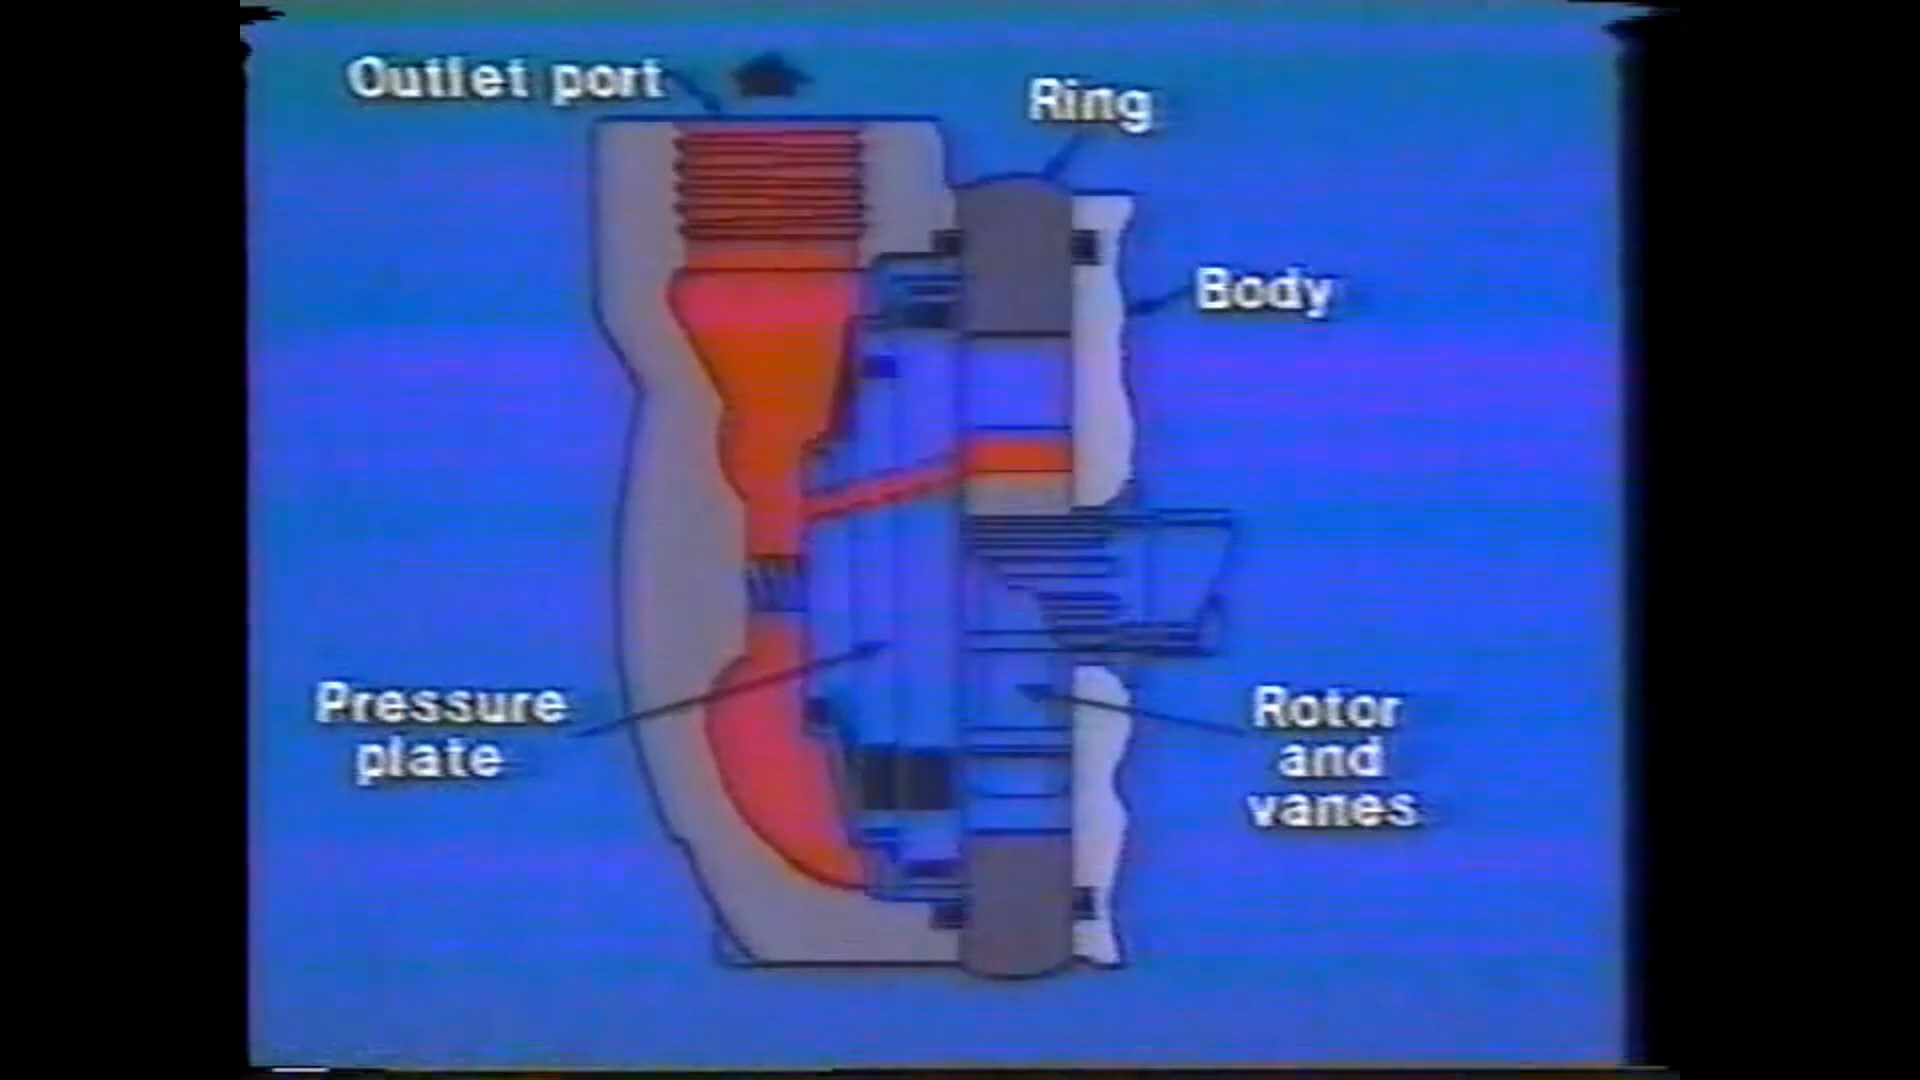 Outlet port
Ring
Body
Pressure
plate
Rotor
and
vanes